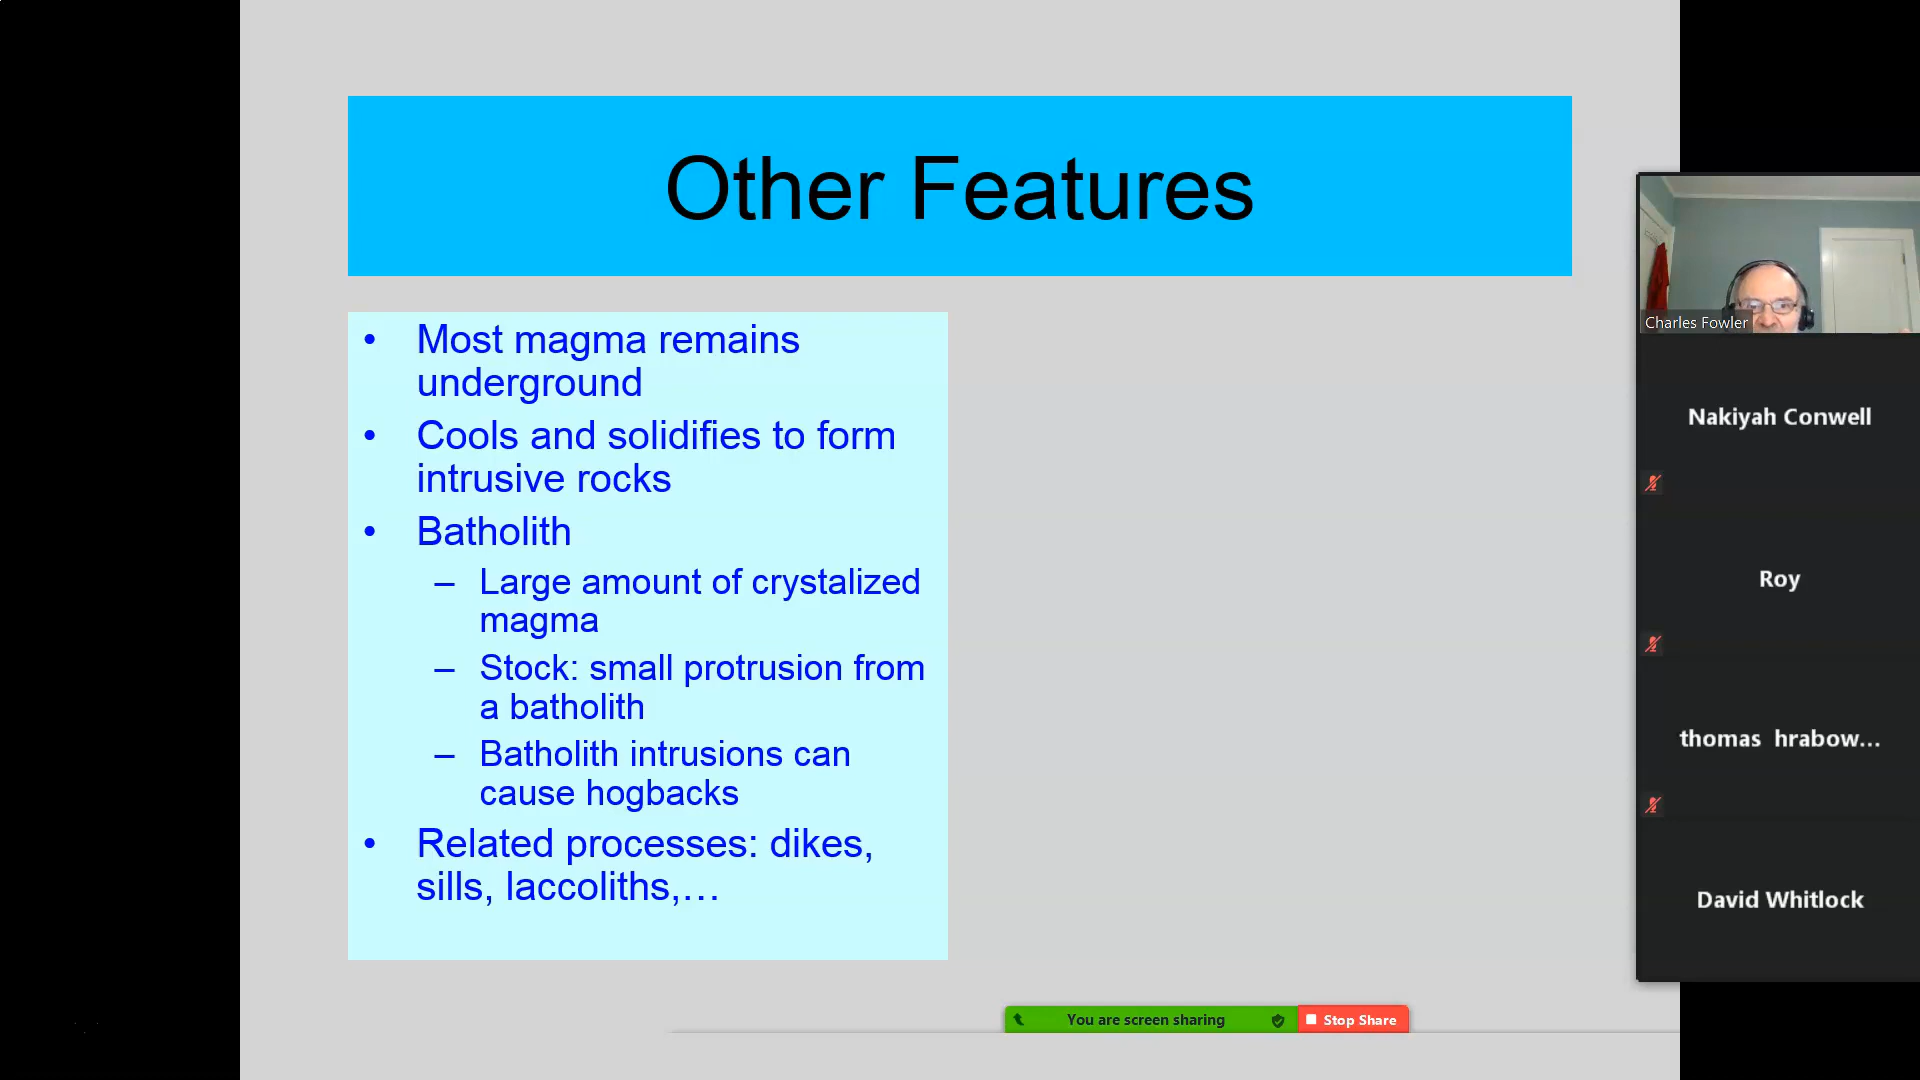 Other Features
• Most magma remains
underground
• Cools and solidifies to form
intrusive rocks
• Batholith
– Large amount of crystalized
magma
– Stock: small protrusion from
a batholith
– Batholith intrusions can
cause hogbacks
• Related processes: dikes,
sills, laccoliths,…
Charles Fowler
Nakiyah Conwell
Roy
thomas hrabow...
David Whitlock
You are screen sharing
Stop Share